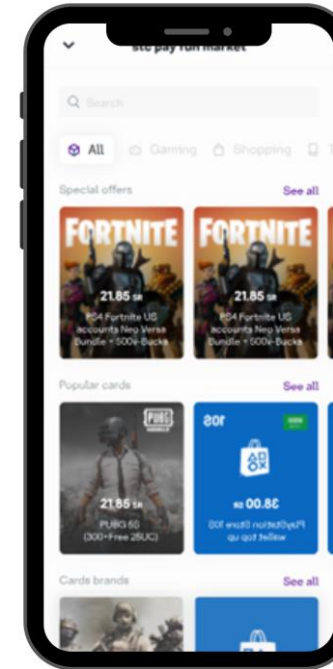 stc pay fun market
Search
All
Gaming
Shopping
T
Special offers
See all
FORTNITE
21.85 SR
PS4 Fortnite US
accounts Neo Versa
Bundle + 500v-Bucks
FORTNITE
21.85 SR
PS4 Fortnite US
accounts Neo Versa
Bundle + 500v-Bucks
Popular cards
See all
PUBG
21.85 SR
PUBG 5$
(300+Free 25UC)
10$
38.00 SR
PlayStation Store 10$
wallet top up
Cards brands
See all